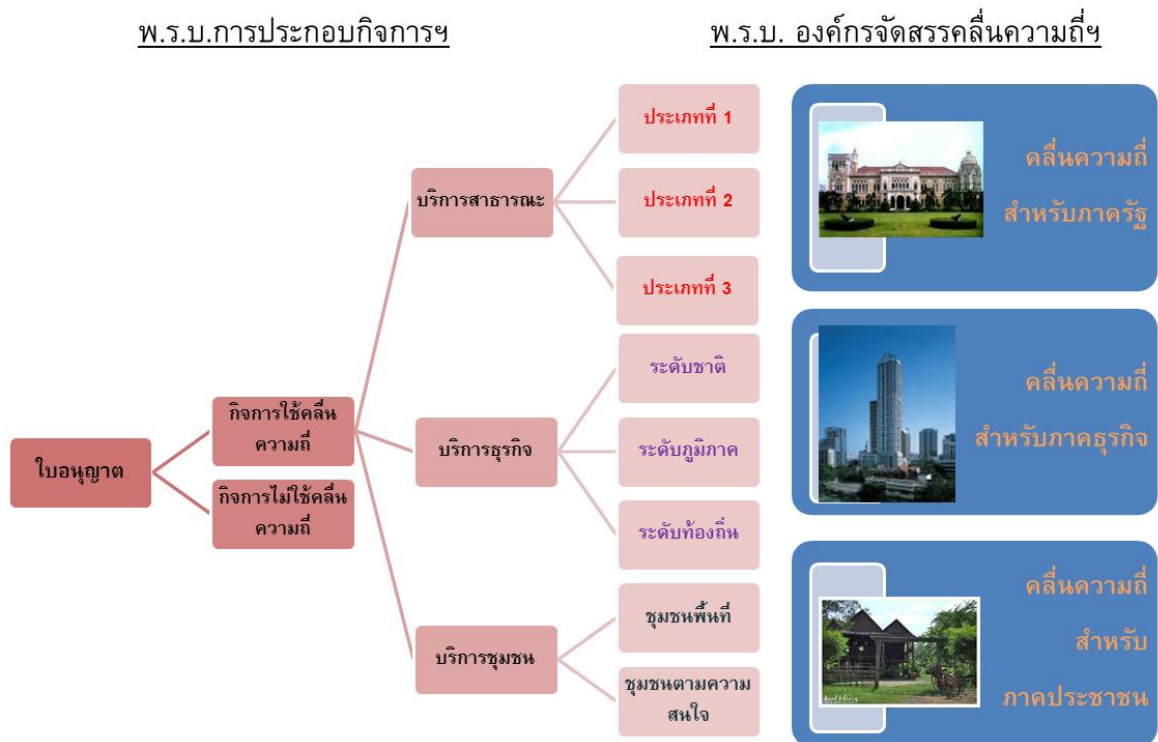 พ.ร.บ.การประกอบกิจการฯ
พ.ร.บ. องค์กรจัดสรรคลื่นความถี่ฯ
ใบอนุญาต
กิจการใช้คลื่น
ความถี่
กิจการไม่ใช้คลื่น
ความถี่
บริการสาธารณะ
บริการธุรกิจ
บริการชุมชน
ประเภทที่ 1
ประเภทที่ 2
ประเภทที่ 3
ระดับชาติ
ระดับภูมิภาค
ระดับท้องถิ่น
ชุมชนพื้นที่
ชุมชนตามความ
สนใจ
คลื่นความถี่
สำหรับภาครัฐ
คลื่นความถี่
สำหรับภาคธุรกิจ
คลื่นความถี่
สำหรับ
ภาคประชาชน